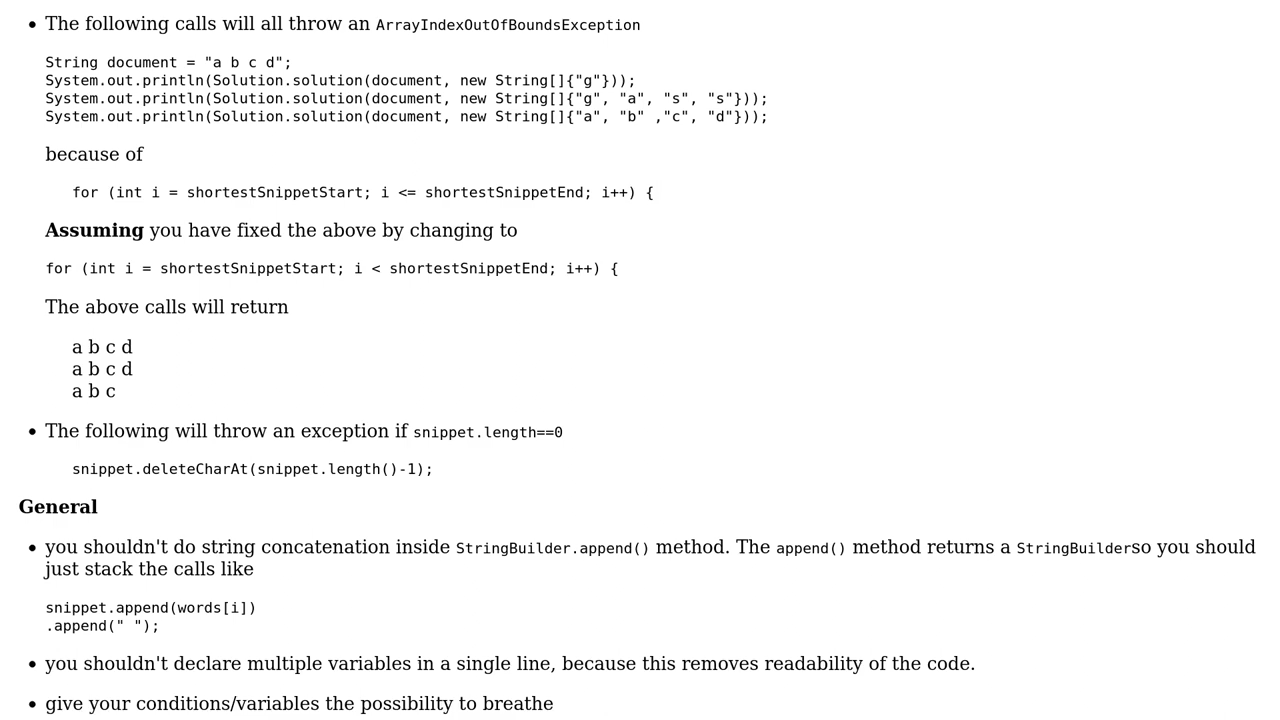 • The following calls will all throw an ArrayIndexOutOfBoundsException
String document = "a b c d";
System.out.println(Solution.solution(document, new String[]{"g"}));
System.out.println(Solution.solution(document, new String[]{"g", "a", "s", "s"}));
System.out.println(Solution.solution(document, new String[]{"a", "b" ,"c", "d"}));
because of
for (int i = shortestSnippetStart; i <= shortestSnippetEnd; i++) {
Assuming you have fixed the above by changing to
for (int i = shortestSnippetStart; i < shortestSnippetEnd; i++) {
The above calls will return
a b c d
a b c d
a b c
• The following will throw an exception if snippet.length==0
snippet.deleteCharAt(snippet.length()-1);
General
• you shouldn't do string concatenation inside StringBuilder.append() method. The append() method returns a StringBuilderso you should
just stack the calls like
snippet.append(words[i])
.append(" ");
• you shouldn't declare multiple variables in a single line, because this removes readability of the code.
• give your conditions/variables the possibility to breathe